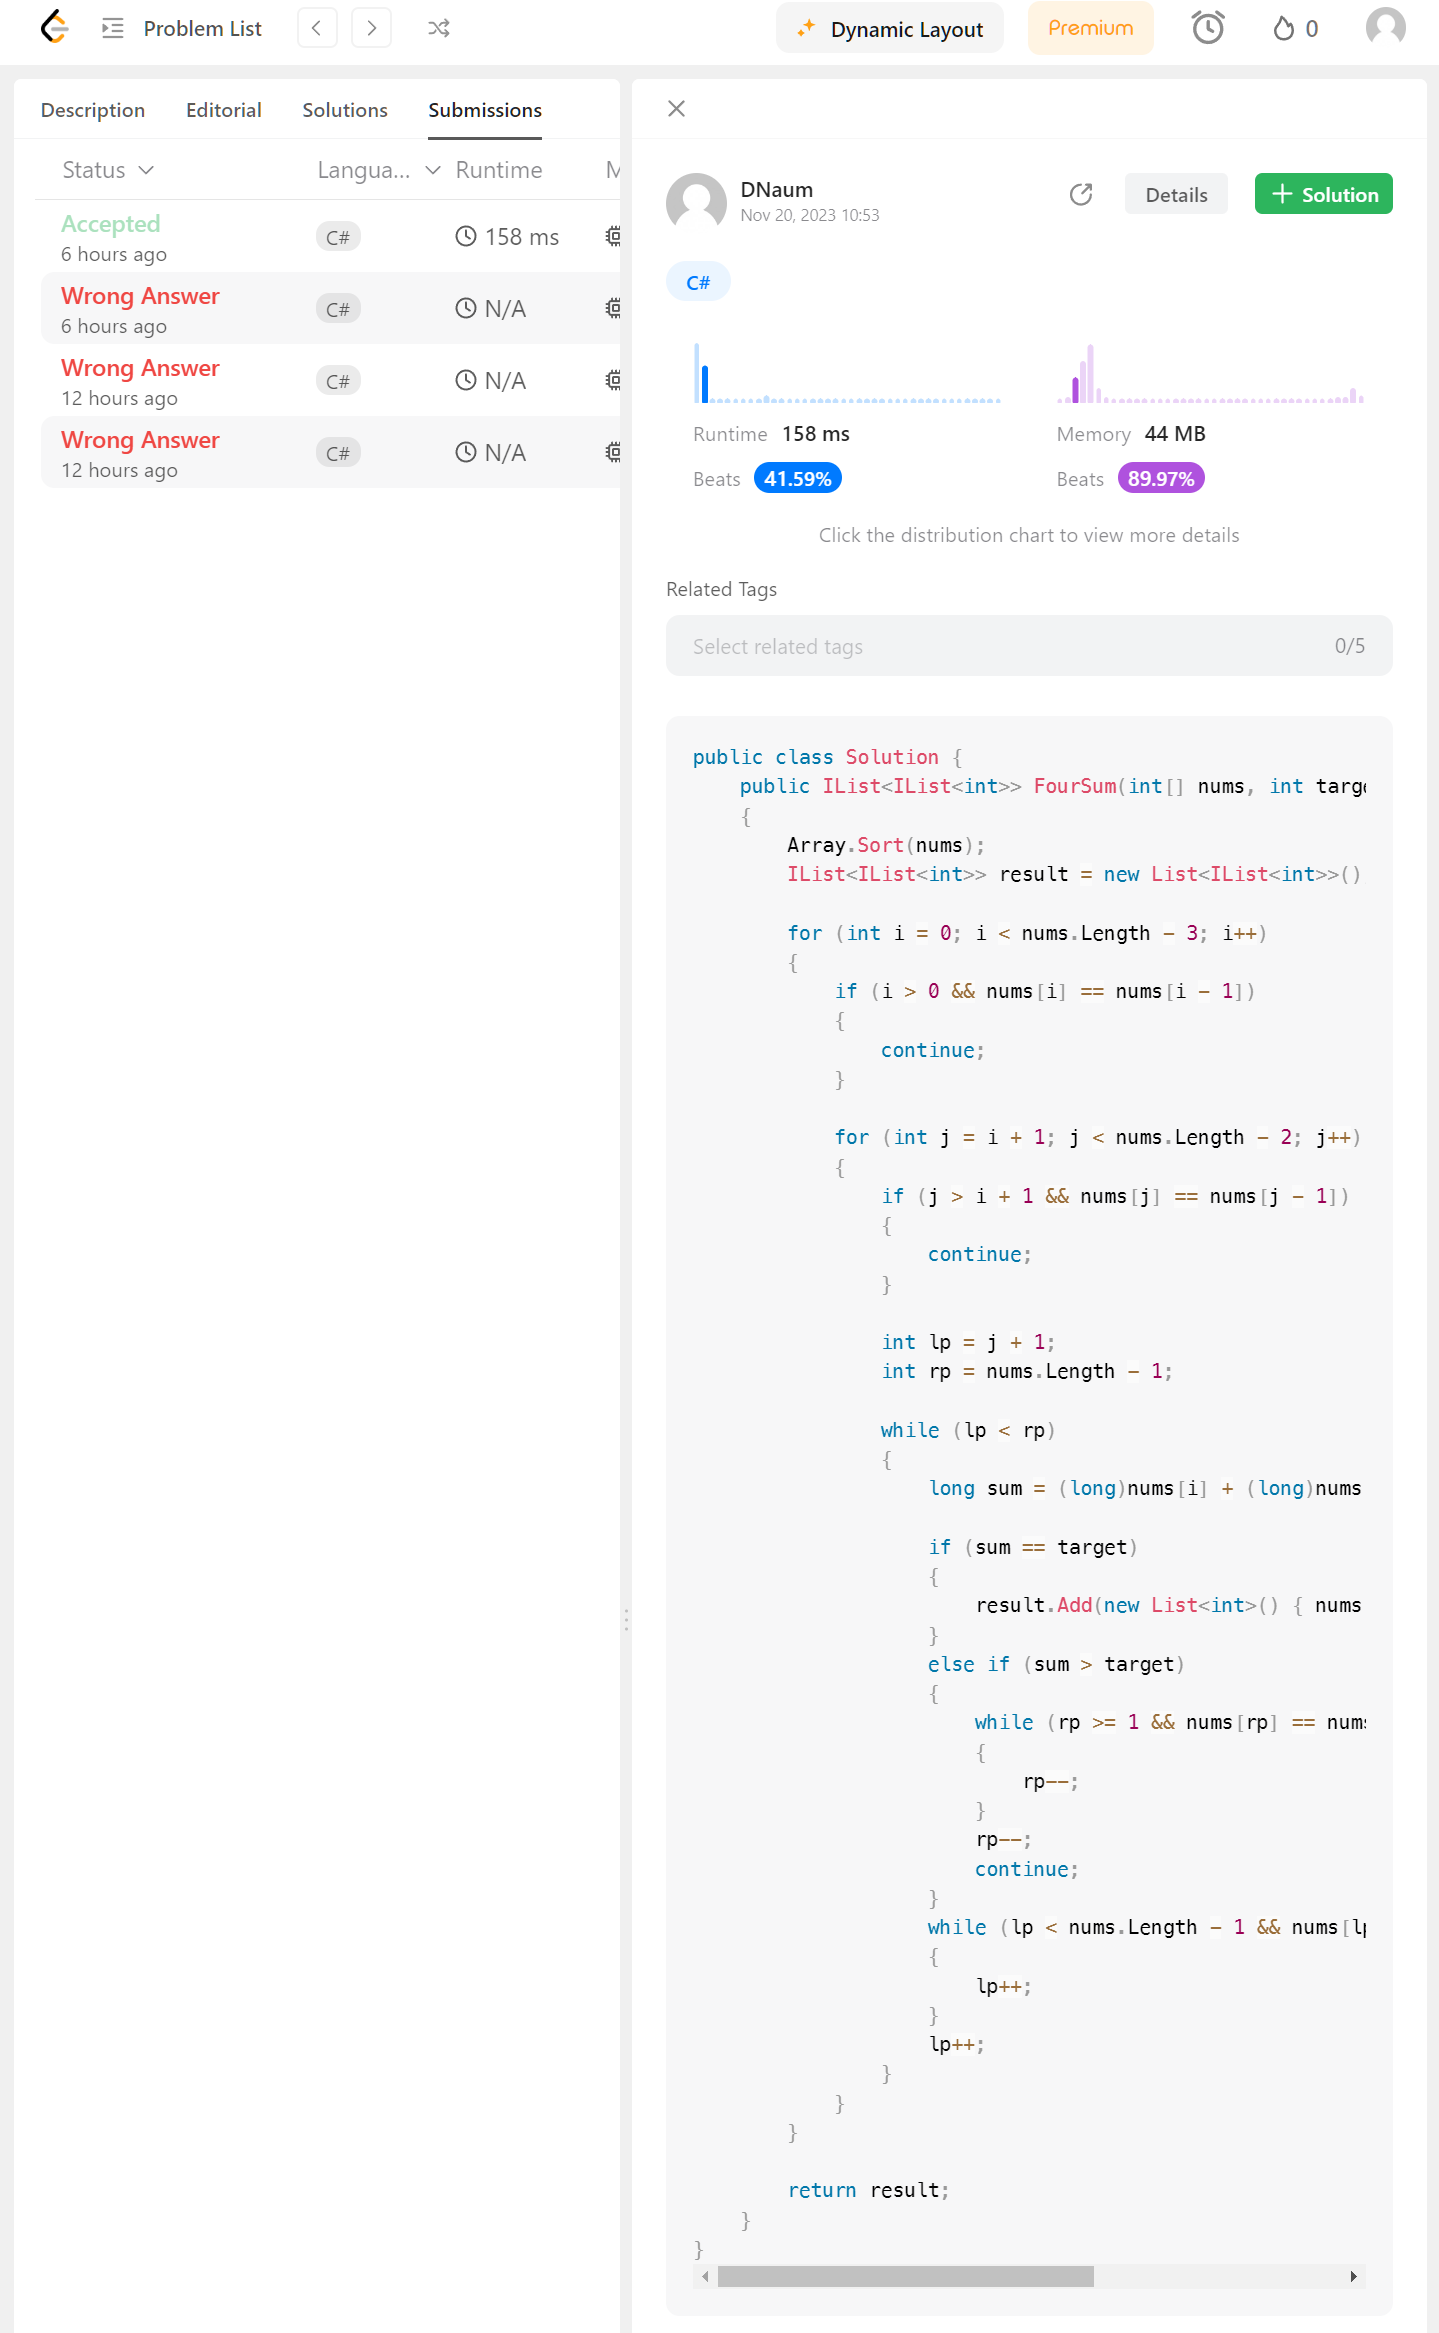 Problem List
Dynamic Layout
Premium
0
Description Editorial Solutions Submissions
Status Langua... Runtime M
Accepted
6 hours ago
C#
158 ms
Wrong Answer
6 hours ago
C#
N/A
Wrong Answer
12 hours ago
C#
N/A
Wrong Answer
12 hours ago
C#
N/A
DNaum
Nov 20, 2023 10:53
Details
+ Solution
C#
Runtime 158 ms
Beats 41.59%
Memory 44 MB
Beats 89.97%
Click the distribution chart to view more details
Related Tags
Select related tags 0/5
public class Solution {
    public IList<IList<int>> FourSum(int[] nums, int targe
    {
        Array.Sort(nums);
        IList<IList<int>> result = new List<IList<int>>()
        for (int i = 0; i < nums.Length - 3; i++)
        {
            if (i > 0 && nums[i] == nums[i - 1])
            {
                continue;
            }
            for (int j = i + 1; j < nums.Length - 2; j++)
            {
                if (j > i + 1 && nums[j] == nums[j - 1])
                {
                    continue;
                }
                int lp = j + 1;
                int rp = nums.Length - 1;
                while (lp < rp)
                {
                    long sum = (long)nums[i] + (long)nums
                    if (sum == target)
                    {
                        result.Add(new List<int>() { nums
                    }
                    else if (sum > target)
                    {
                        while (rp >= 1 && nums[rp] == nums
                        {
                            rp--;
                        }
                        rp--;
                        continue;
                    }
                    while (lp < nums.Length - 1 && nums[lp
                    {
                        lp++;
                    }
                    lp++;
                }
            }
        }
        return result;
    }
}